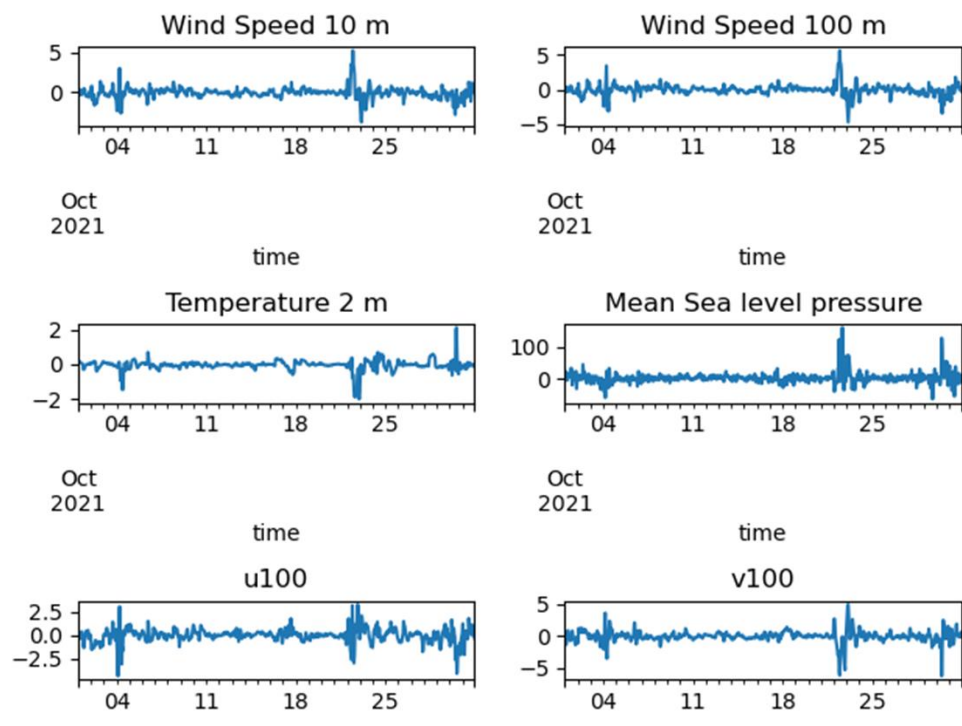 Wind Speed 10 m
5
0
04 11 18 25
Oct
2021
time
Wind Speed 100 m
5
0
−5
04 11 18 25
Oct
2021
time
Temperature 2 m
2
0
−2
04 11 18 25
Oct
2021
time
Mean Sea level pressure
100
0
04 11 18 25
Oct
2021
time
u100
2.5
0.0
−2.5
04 11 18 25
v100
5
0
−5
04 11 18 25